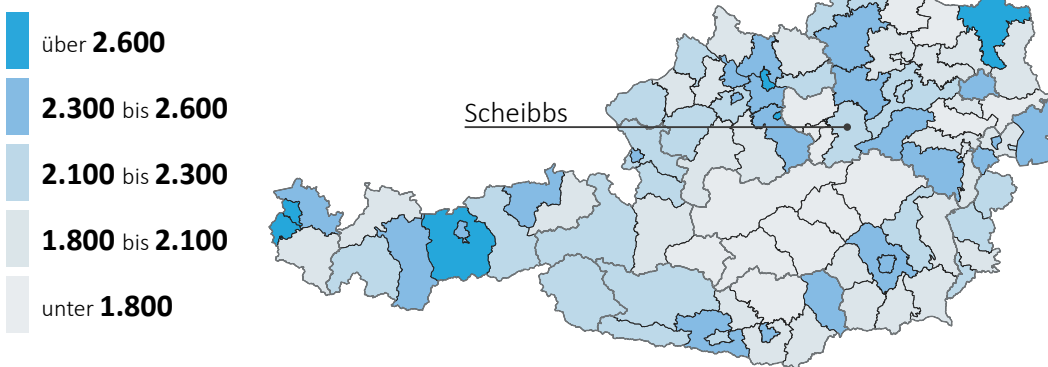 über 2.600
2.300 bis 2.600
Scheibbs
2.100 bis 2.300
1.800 bis 2.100
unter 1.800